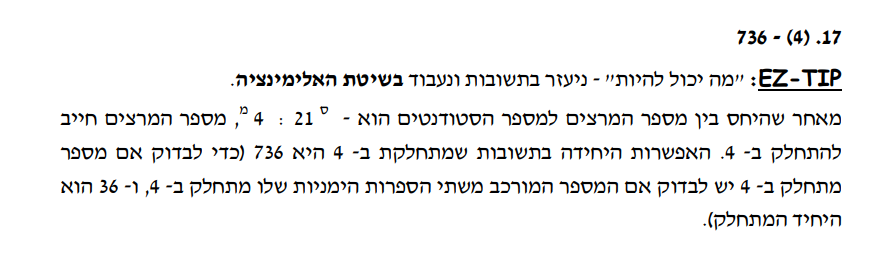 17. (4) - 736
EZ-TIP: "מה יכול להיות" - ניעזר בתשובות ונעבוד בשיטת האלימינציה.
מאחר שהיחס בין מספר המרצים למספר הסטודנטים הוא - ס 21 : 4 מ, מספר המרצים חייב
להתחלק ב- 4. האפשרות היחידה בתשובות שמתחלקת ב- 4 היא 736 (כדי לבדוק אם מספר
מתחלק ב- 4 יש לבדוק אם המספר המורכב משתי הספרות הימניות שלו מתחלק ב- 4, ו- 36 הוא
היחיד המתחלק).